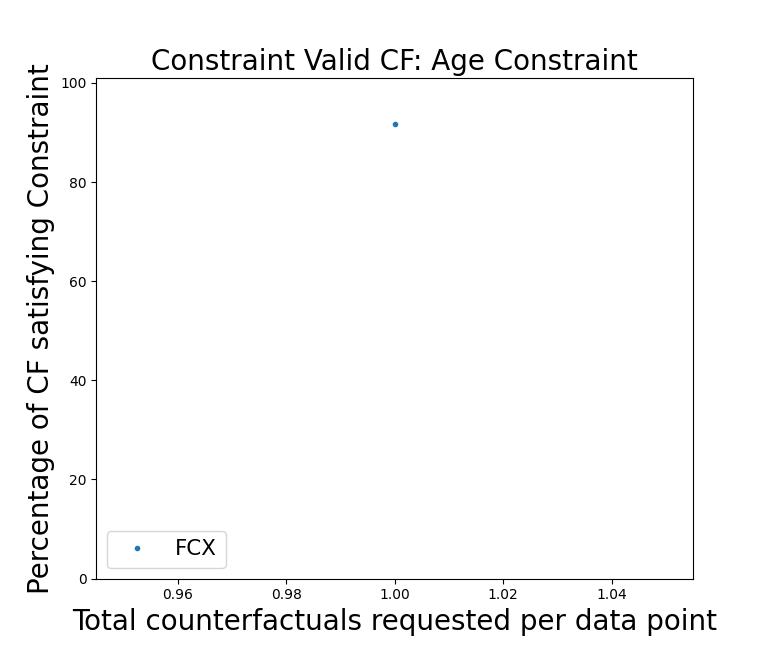 Constraint Valid CF: Age Constraint
Percentage of CF satisfying Constraint
100
80
60
40
20
0
FCX
0.96 0.98 1.00 1.02 1.04
Total counterfactuals requested per data point